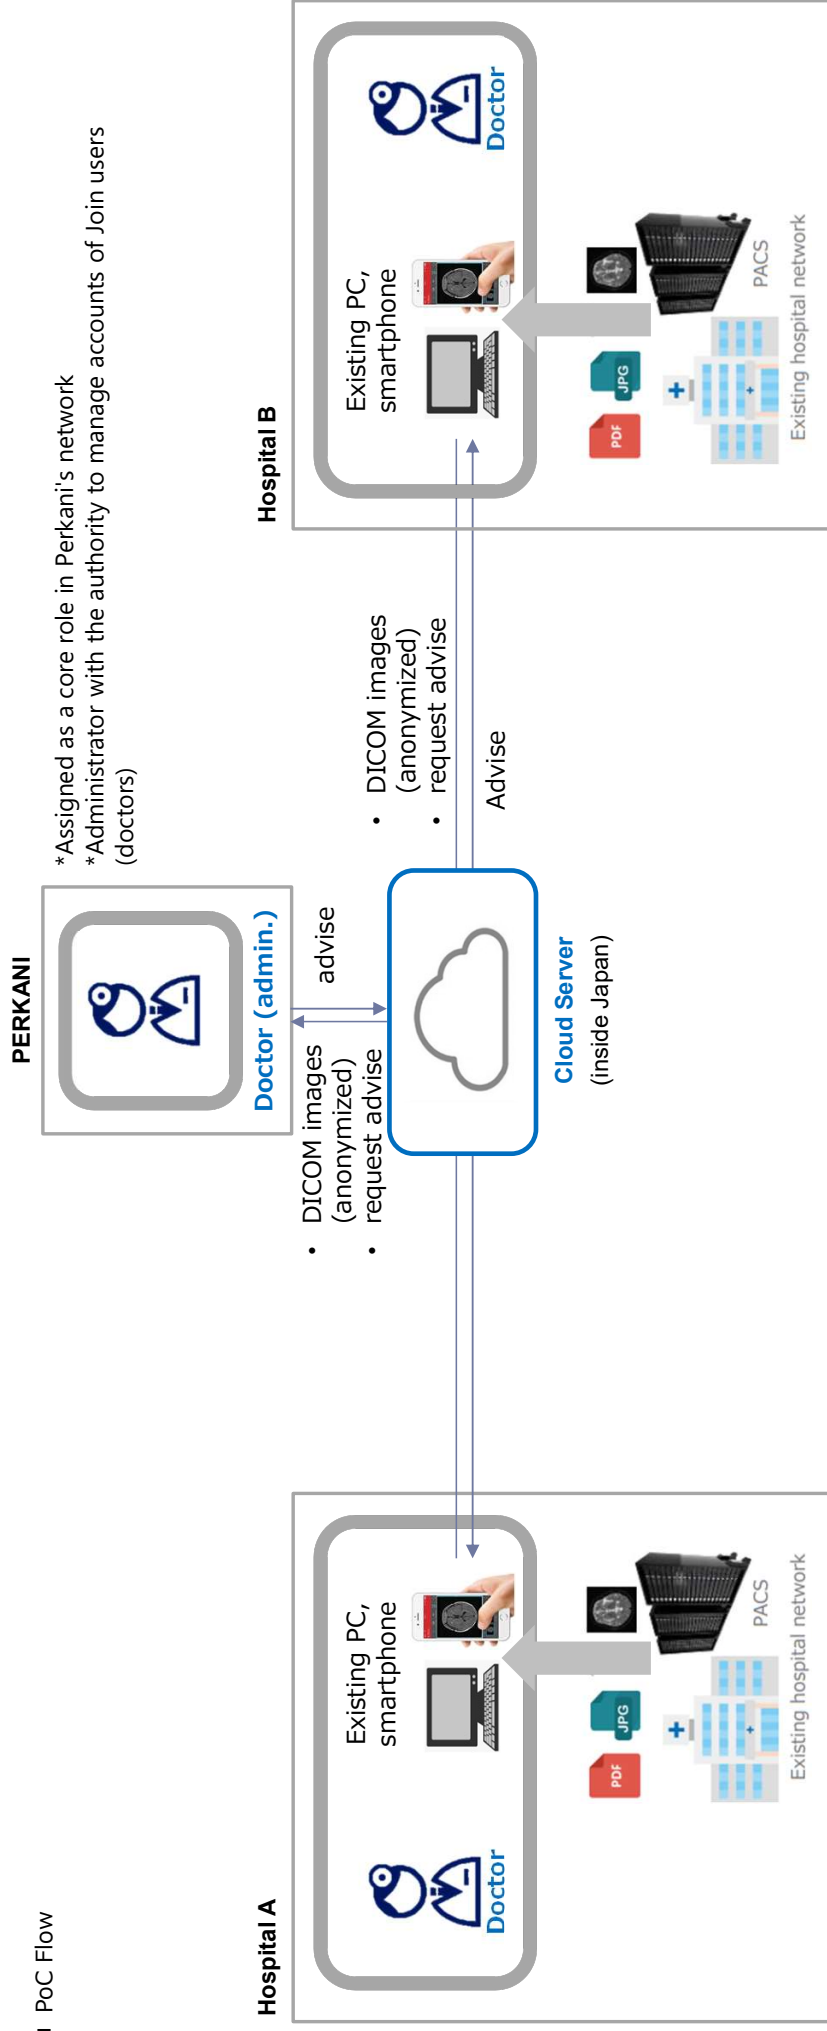 PoC Flow
PERKANI
*Assigned as a core role in Perkani's network
*Administrator with the authority to manage accounts of Join users
(doctors)
Doctor (admin.)
• DICOM images
(anonymized)
• request advise
advise
Hospital A
Existing PC,
smartphone
Doctor
PDF
JPG
PACS
Existing hospital network
Cloud Server
(inside Japan)
• DICOM images
(anonymized)
• request advise
Advise
Hospital B
Existing PC,
smartphone
Doctor
PDF
JPG
PACS
Existing hospital network